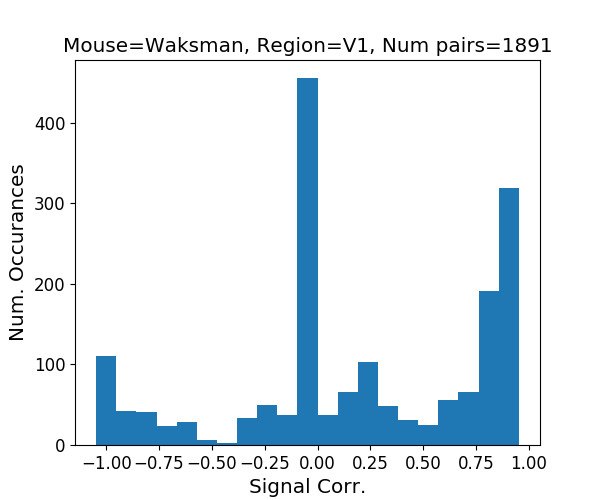 Mouse=Waksman, Region=V1, Num pairs=1891
Num. Occurances
400
300
200
100
0
−1.00 −0.75 −0.50 −0.25 0.00 0.25 0.50 0.75 1.00
Signal Corr.